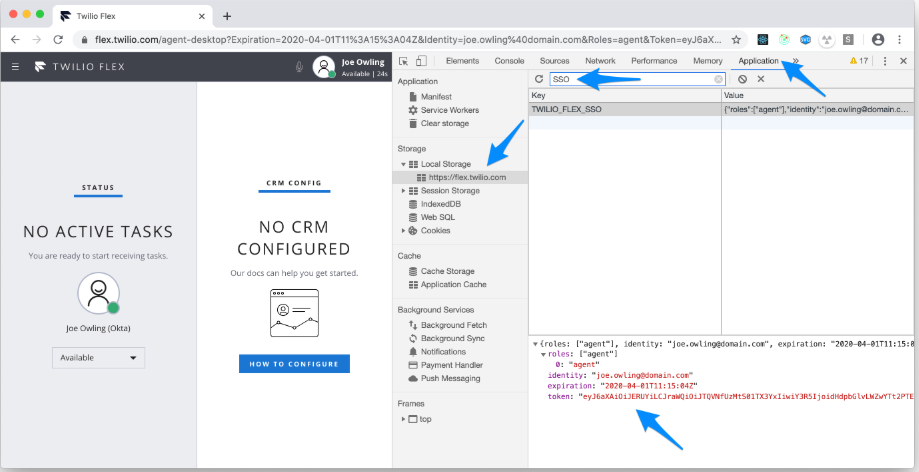 Twilio Flex
flex.twilio.com/agent-desktop?Expiration=2020-04-01T11%3A15%3A04Z&Identity=joe.owling%40domain.com&Roles=agent&Token=eyJ6aX...
TWILIO FLEX
Joe Owling
Available | 24s
STATUS
NO ACTIVE TASKS
You are ready to start receiving tasks.
Joe Owling (Okta)
Available
CRM CONFIG
NO CRM
CONFIGURED
Our docs can help you get started.
HOW TO CONFIGURE
Elements Console Sources Network Performance Memory Application » 17
Application
Manifest
Service Workers
Clear storage
Storage
Local Storage
https://flex.twilio.com
Session Storage
IndexedDB
Web SQL
Cookies
Cache
Cache Storage
Application Cache
Background Services
Background Fetch
Background Sync
Notifications
Payment Handler
Push Messaging
Frames
top
SSO
Key Value
TWILIO_FLEX_SSO {"roles":["agent"],"identity":"joe.owling@domain.c...
{roles: ["agent"], identity: "joe.owling@domain.com", expiration: "2020-04-01T11:15:0
roles: ["agent"]
0: "agent"
identity: "joe.owling@domain.com"
expiration: "2020-04-01T11:15:04Z"
token: